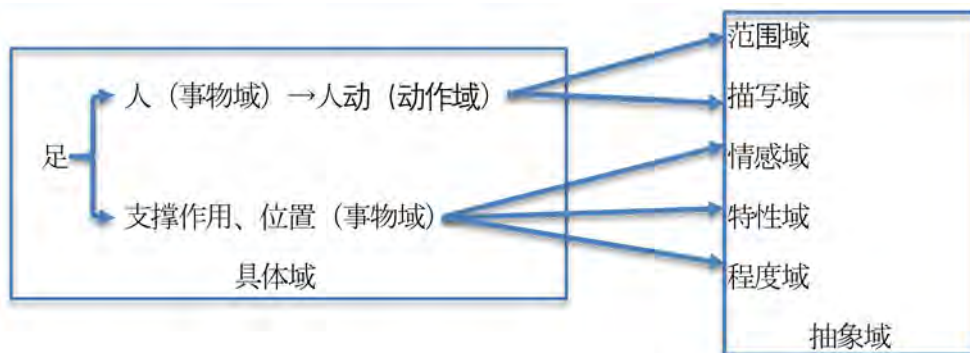 范围域
人（事物域）→人动（动作域）
描写域
足
情感域
支撑作用、位置（事物域）
特性域
具体域
程度域
抽象域